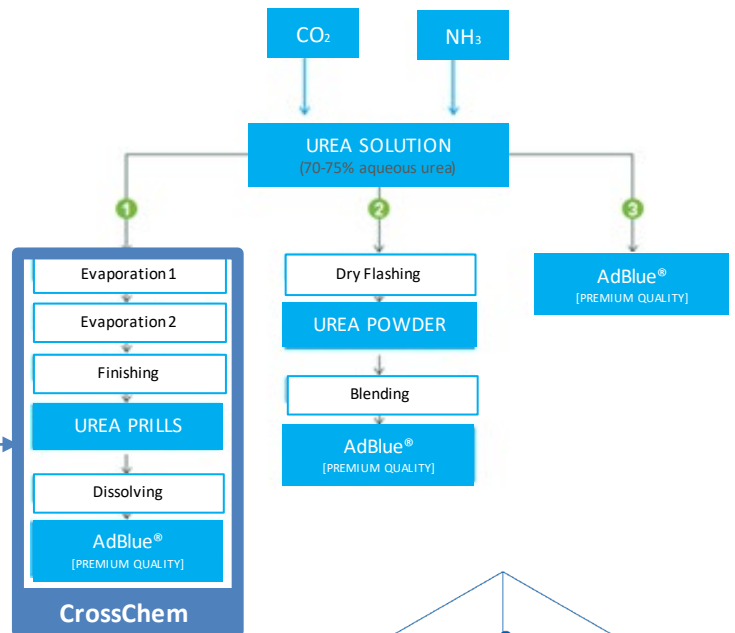 CO₂
NH₃
UREA SOLUTION
(70-75% aqueous urea)
1
2
3
Evaporation 1
Evaporation 2
Finishing
UREA PRILLS
Dissolving
AdBlue®
[PREMIUM QUALITY]
CrossChem
Dry Flashing
UREA POWDER
Blending
AdBlue®
[PREMIUM QUALITY]
AdBlue®
[PREMIUM QUALITY]